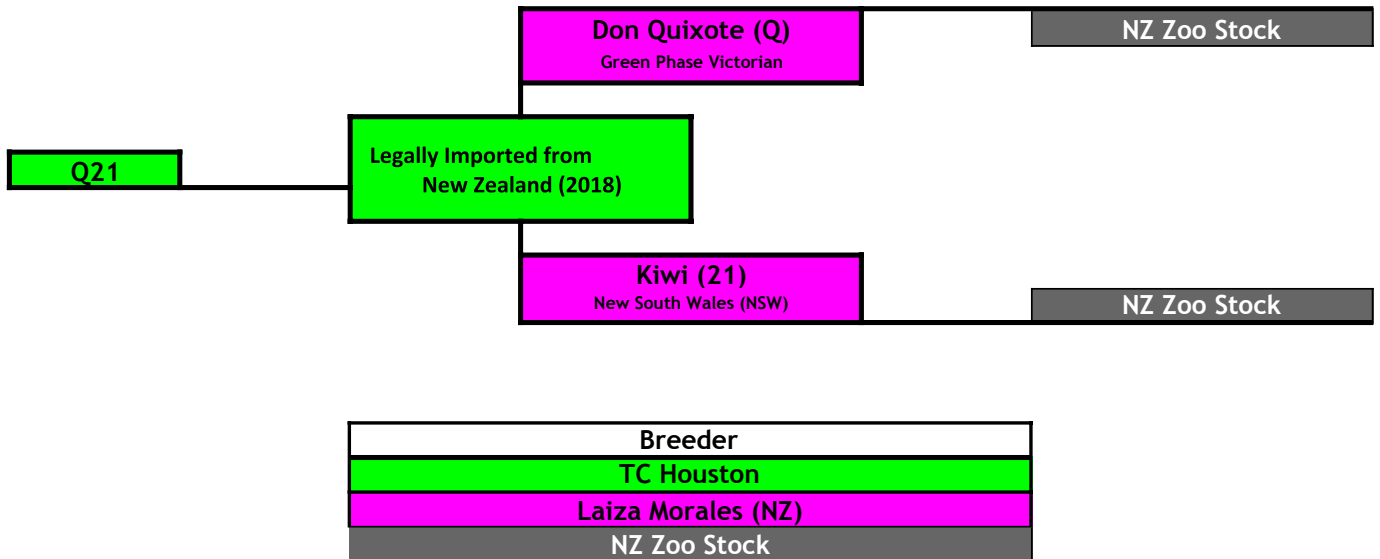 Don Quixote (Q)
Green Phase Victorian
NZ Zoo Stock
Legally Imported from
New Zealand (2018)
Q21
Kiwi (21)
New South Wales (NSW)
NZ Zoo Stock
Breeder
TC Houston
Laiza Morales (NZ)
NZ Zoo Stock